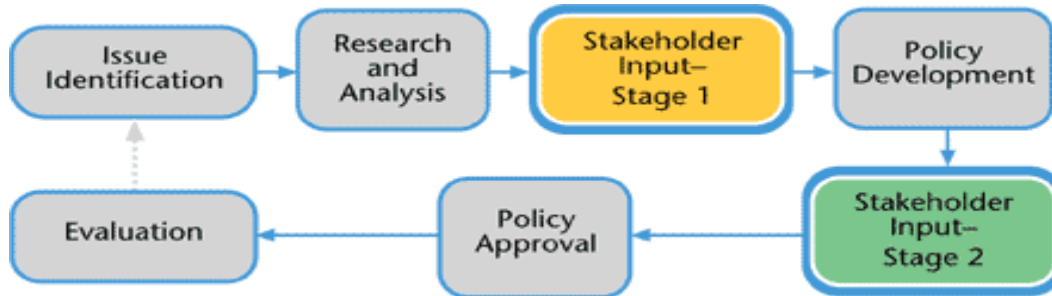 Issue
Identification
Research
and
Analysis
Stakeholder
Input–
Stage 1
Policy
Development
Stakeholder
Input–
Stage 2
Policy
Approval
Evaluation